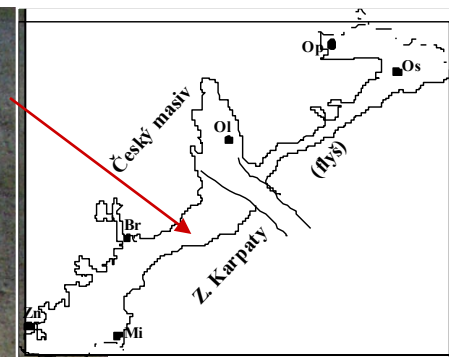 Op
Os
Český masiv
Ol
(flyš)
Br
Z. Karpaty
Zn
Mi